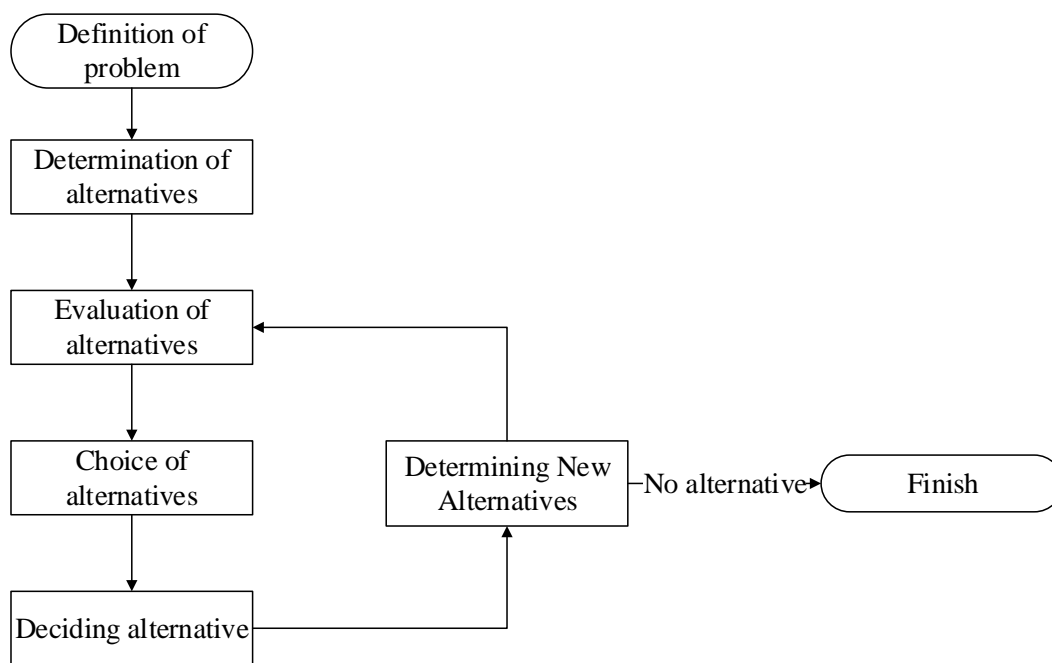 Definition of
problem
Determination of
alternatives
Evaluation of
alternatives
Choice of
alternatives
Deciding alternative
Determining New
Alternatives
No alternative
Finish